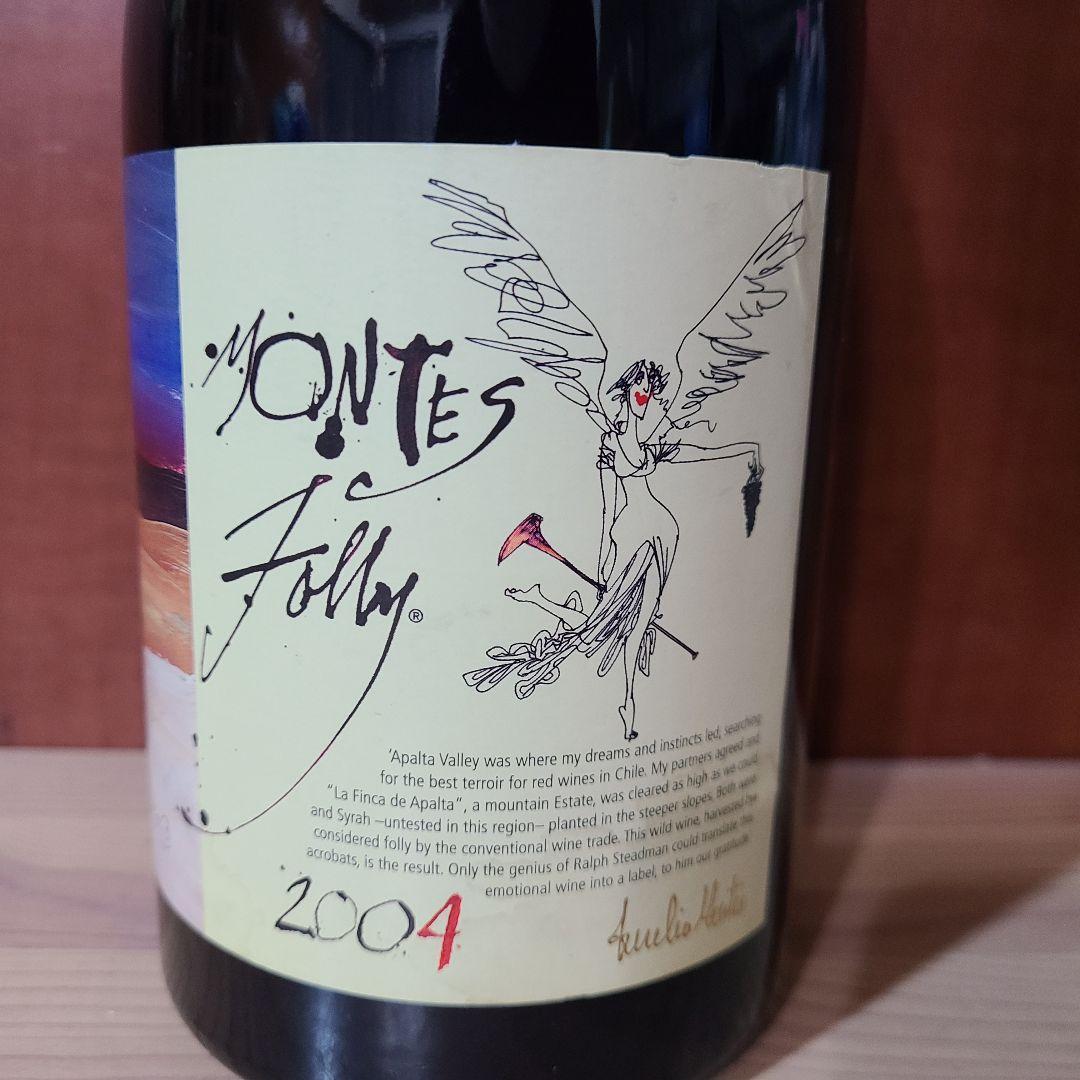 MONTES
Folly®
'Apalta Valley was where my dreams and instincts led; searching
for the best terroir for red wines in Chile. My partners agreed and
“La Finca de Apalta”, a mountain Estate, was cleared as high as we could
and Syrah –untested in this region– planted in the steeper slopes. Both were
considered folly by the conventional wine trade. This wild wine, harvested by
acrobats, is the result. Only the genius of Ralph Steadman could translate this
emotional wine into a label, to him our gratitude.
2004
Aurelio Montes